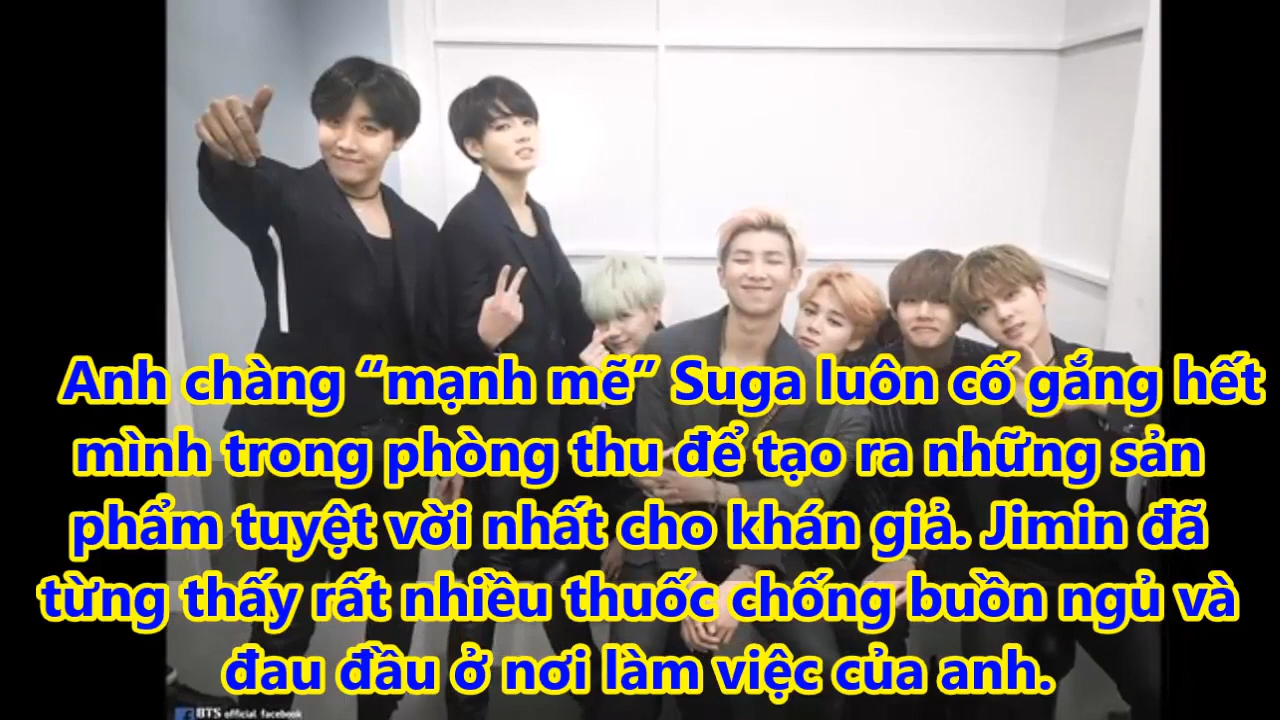 Anh chàng “mạnh mẽ” Suga luôn cố gắng hết
mình trong phòng thu để tạo ra những sản
phẩm tuyệt vời nhất cho khán giả. Jimin đã
từng thấy rất nhiều thuốc chống buồn ngủ và
đau đầu ở nơi làm việc của anh.
BTS official facebook